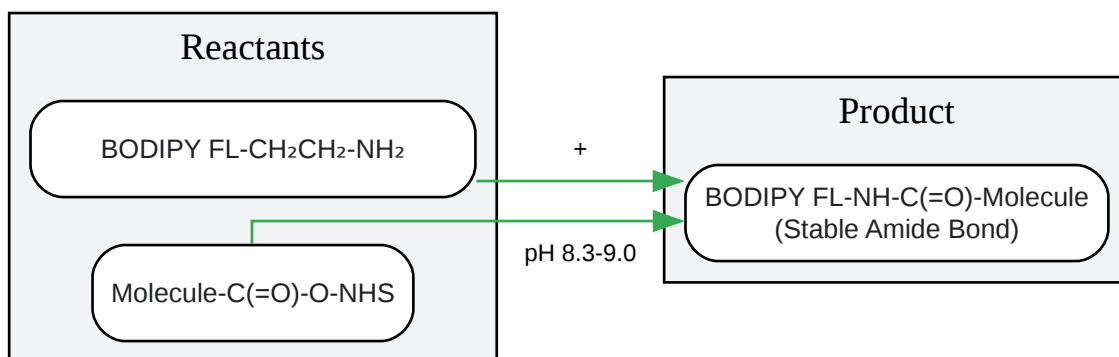 Reactants
BODIPY FL-CH₂CH₂-NH₂
Molecule-C(=O)-O-NHS
+
pH 8.3-9.0
Product
BODIPY FL-NH-C(=O)-Molecule
(Stable Amide Bond)